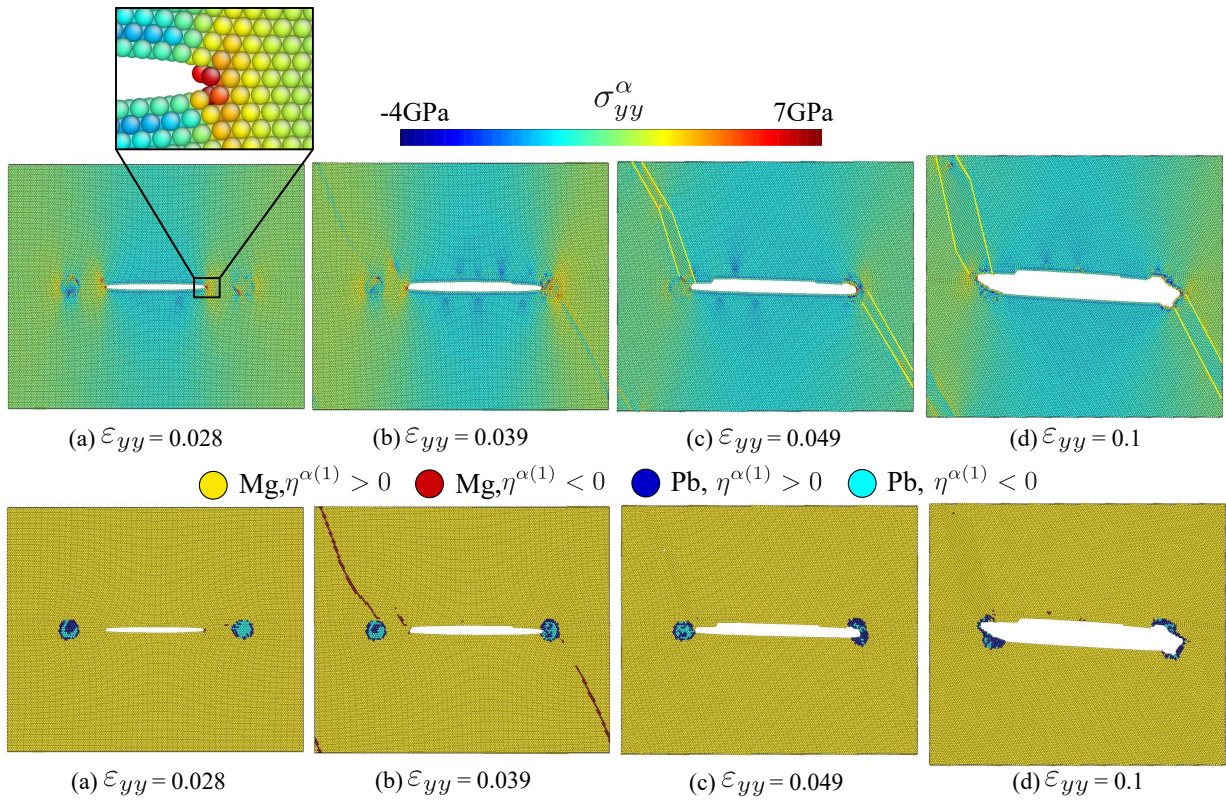 σ^α_yy
-4GPa 7GPa
(a) ε_yy = 0.028 (b) ε_yy = 0.039 (c) ε_yy = 0.049 (d) ε_yy = 0.1
Mg,η^α(1) > 0 Mg,η^α(1) < 0 Pb, η^α(1) > 0 Pb, η^α(1) < 0
(a) ε_yy = 0.028 (b) ε_yy = 0.039 (c) ε_yy = 0.049 (d) ε_yy = 0.1